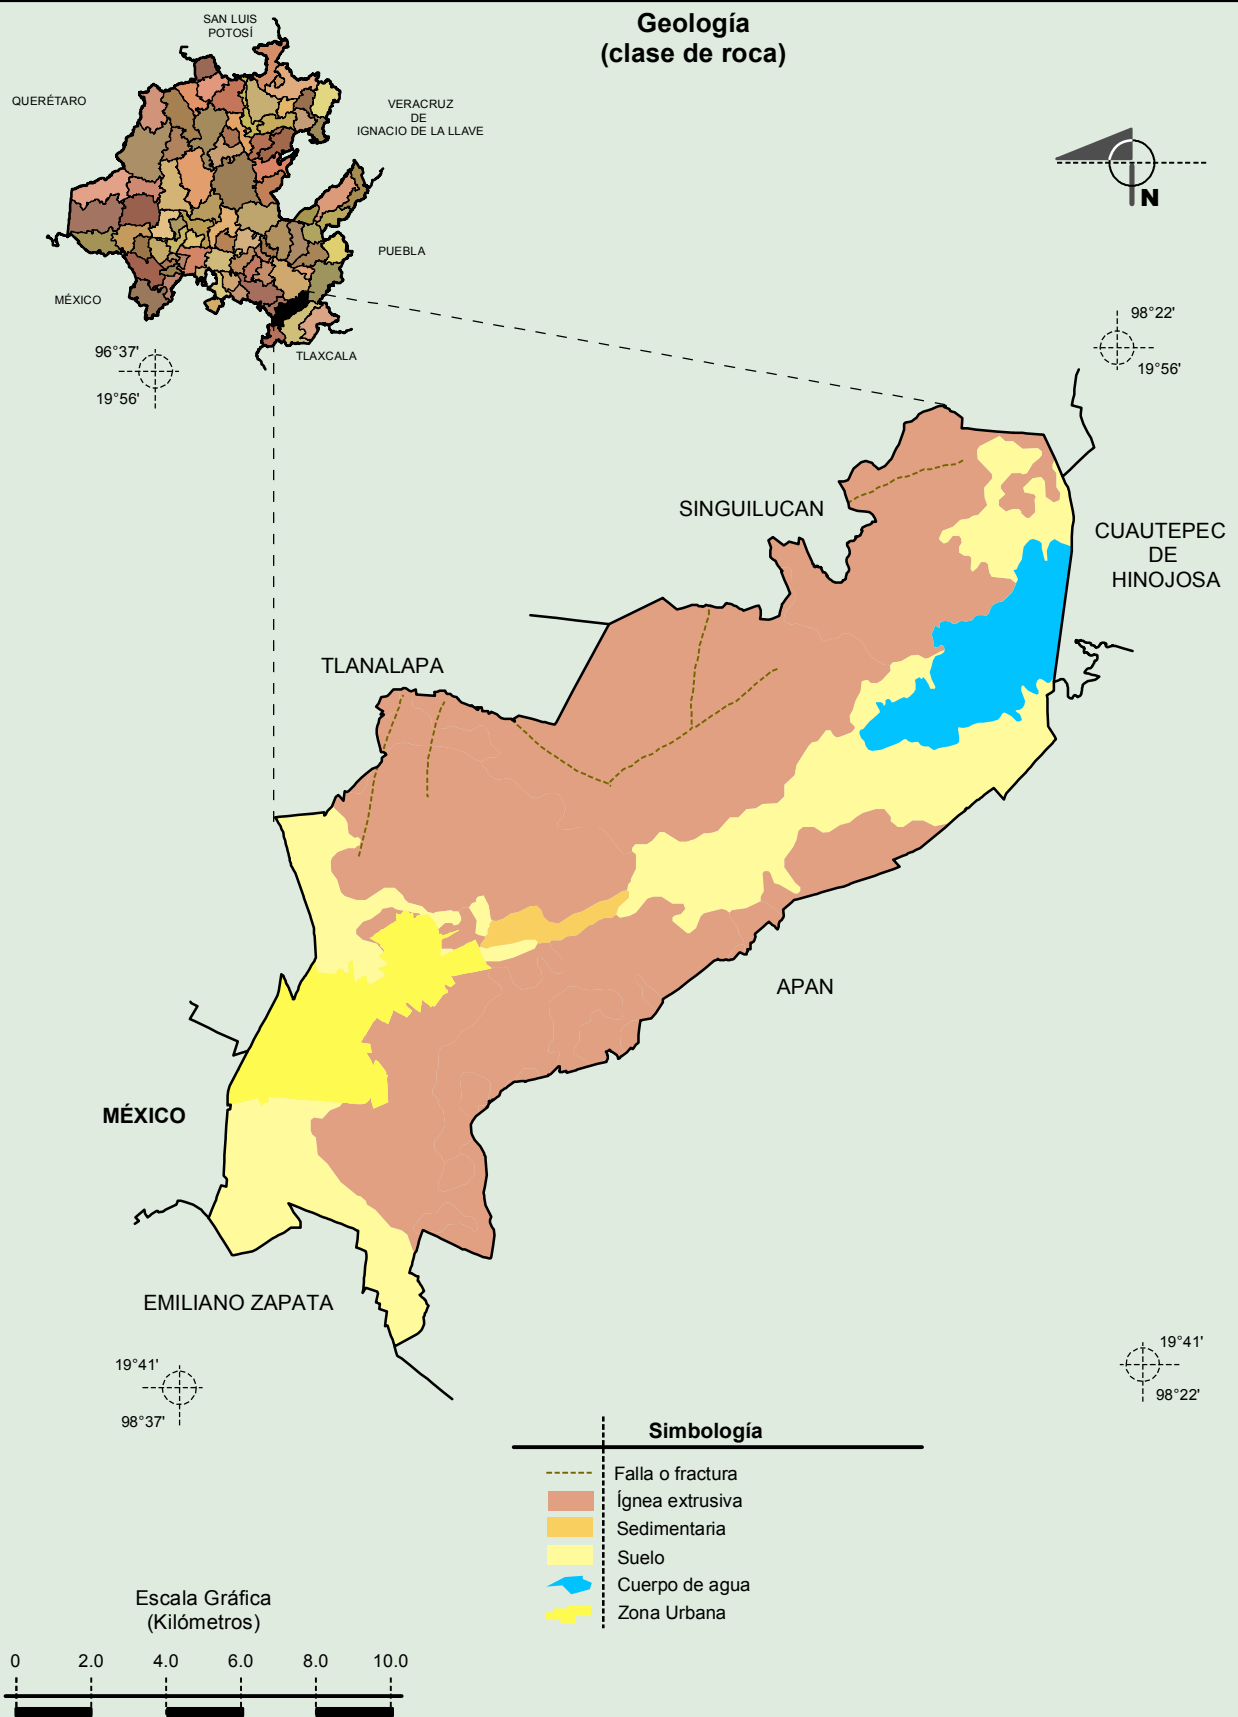 Geología
(clase de roca)
SAN LUIS
POTOSÍ
QUERÉTARO
VERACRUZ
DE
IGNACIO DE LA LLAVE
PUEBLA
MÉXICO
TLAXCALA
N
96°37'
19°56'
98°22'
19°56'
SINGUILUCAN
CUAUTEPEC
DE
HINOJOSA
TLANALAPA
APAN
MÉXICO
EMILIANO ZAPATA
19°41'
98°37'
19°41'
98°22'
Simbología
Falla o fractura
Ígnea extrusiva
Sedimentaria
Suelo
Cuerpo de agua
Zona Urbana
Escala Gráfica
(Kilómetros)
0 2.0 4.0 6.0 8.0 10.0